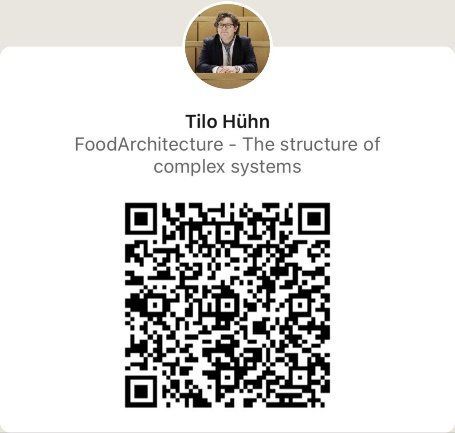 Tilo Hühn
FoodArchitecture - The structure of
complex systems